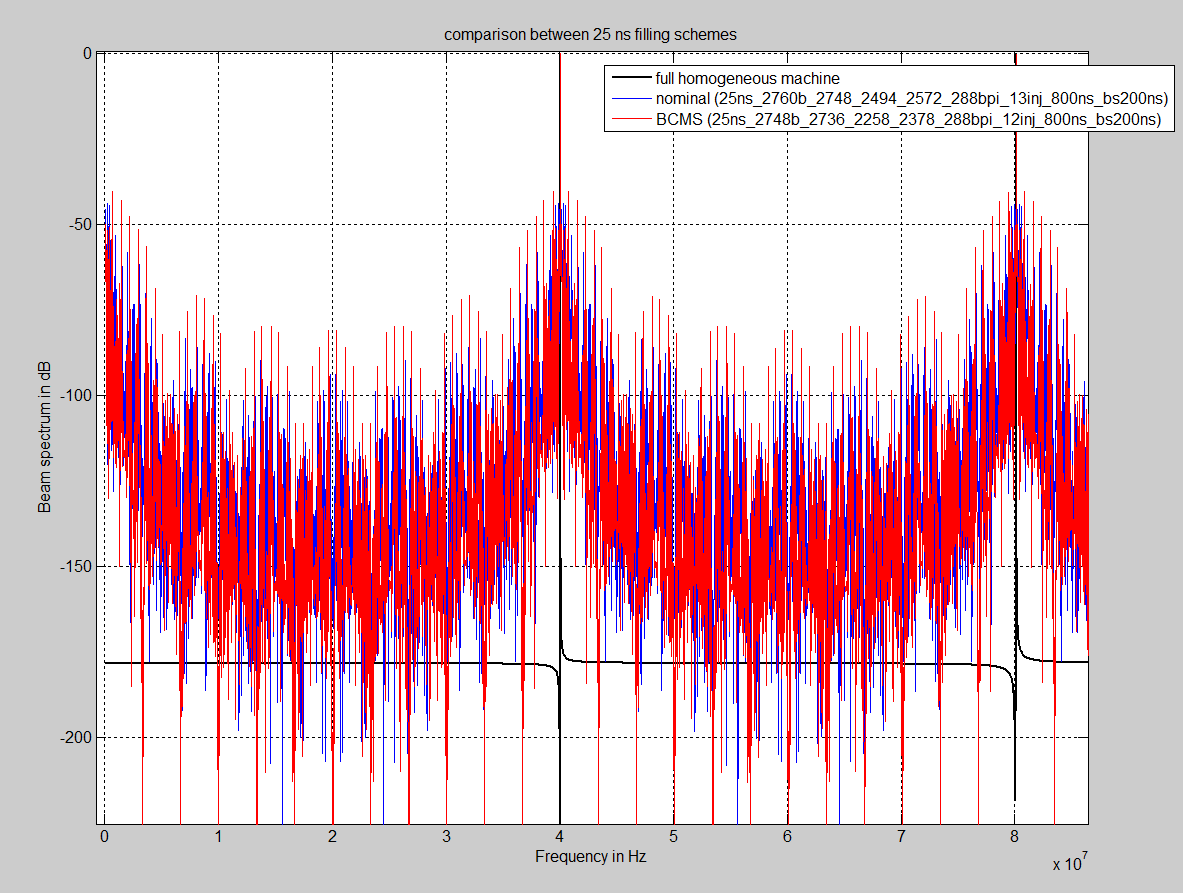 comparison between 25 ns filling schemes
full homogeneous machine
nominal (25ns_2760b_2748_2494_2572_288bpi_13inj_800ns_bs200ns)
BCMS (25ns_2748b_2736_2258_2378_288bpi_12inj_800ns_bs200ns)
0
-50
-100
-150
-200
Beam spectrum in dB
0 1 2 3 4 5 6 7 8
Frequency in Hz
x 10^7